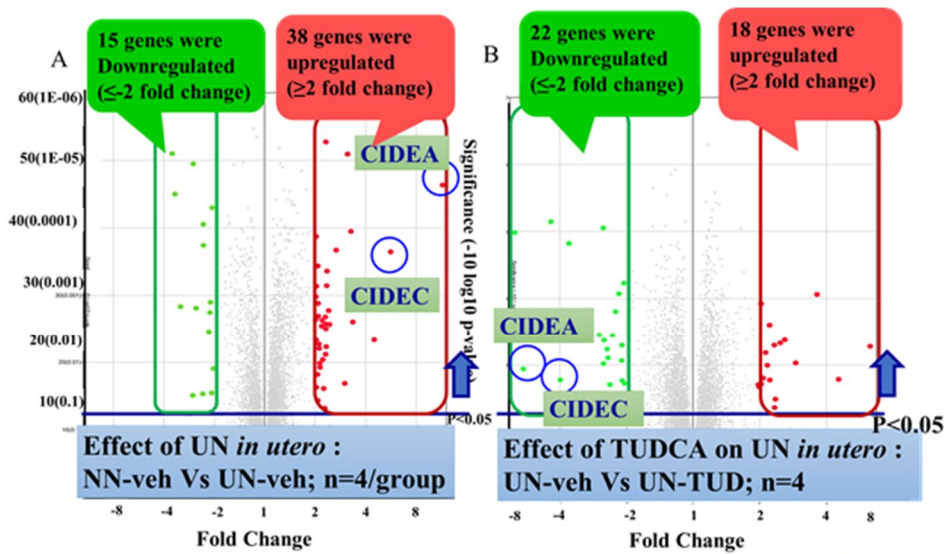 A
15 genes were
Downregulated
(≤-2 fold change)
38 genes were
upregulated
(≥2 fold change)
60(1E-06)
50(1E-05)
40(0.0001)
30(0.001)
20(0.01)
10(0.1)
CIDEA
CIDEC
P<0.05
Effect of UN in utero :
NN-veh Vs UN-veh; n=4/group
-8
-4
-2
1
2
4
8
Fold Change
B
22 genes were
Downregulated
(≤-2 fold change)
18 genes were
upregulated
(≥2 fold change)
Significance (-10 log10 p-value)
CIDEA
CIDEC
P<0.05
Effect of TUDCA on UN in utero :
UN-veh Vs UN-TUD; n=4
-8
-4
-2
1
2
4
8
Fold Change